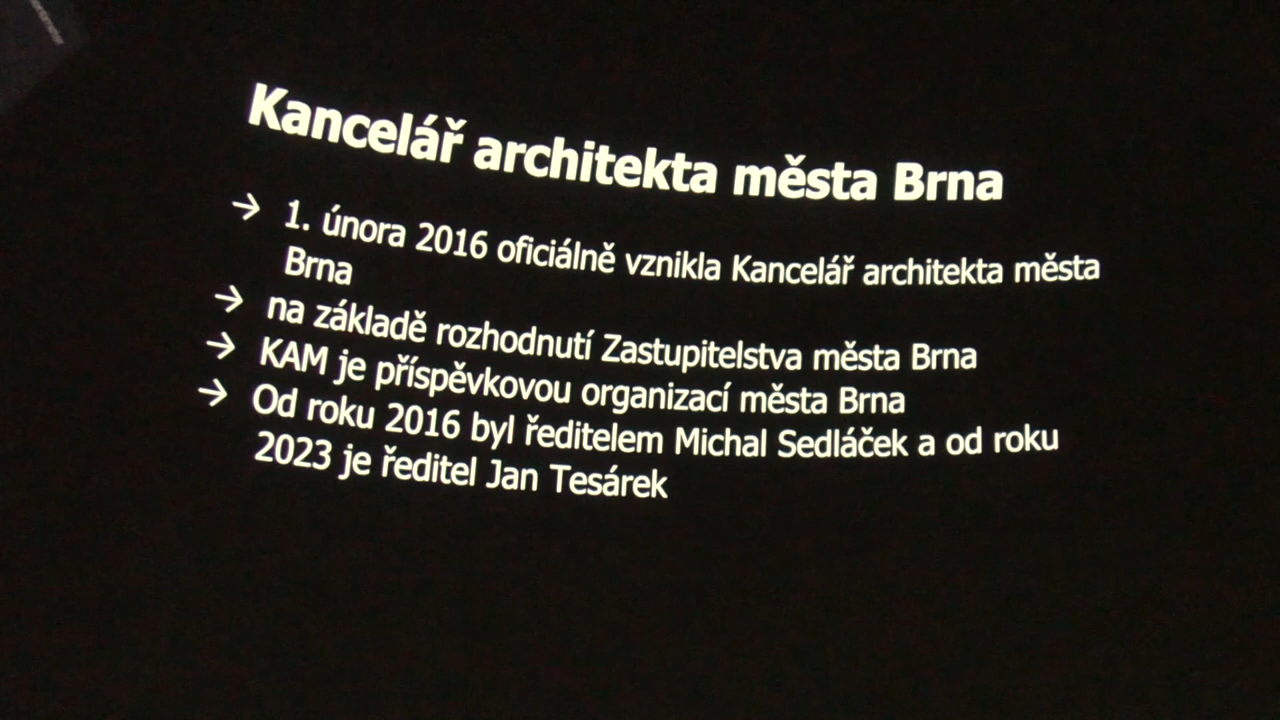 Kancelář architekta města Brna
→ 1. února 2016 oficiálně vznikla Kancelář architekta města
Brna
→ na základě rozhodnutí Zastupitelstva města Brna
→ KAM je příspěvkovou organizací města Brna
→ Od roku 2016 byl ředitelem Michal Sedláček a od roku
2023 je ředitel Jan Tesárek